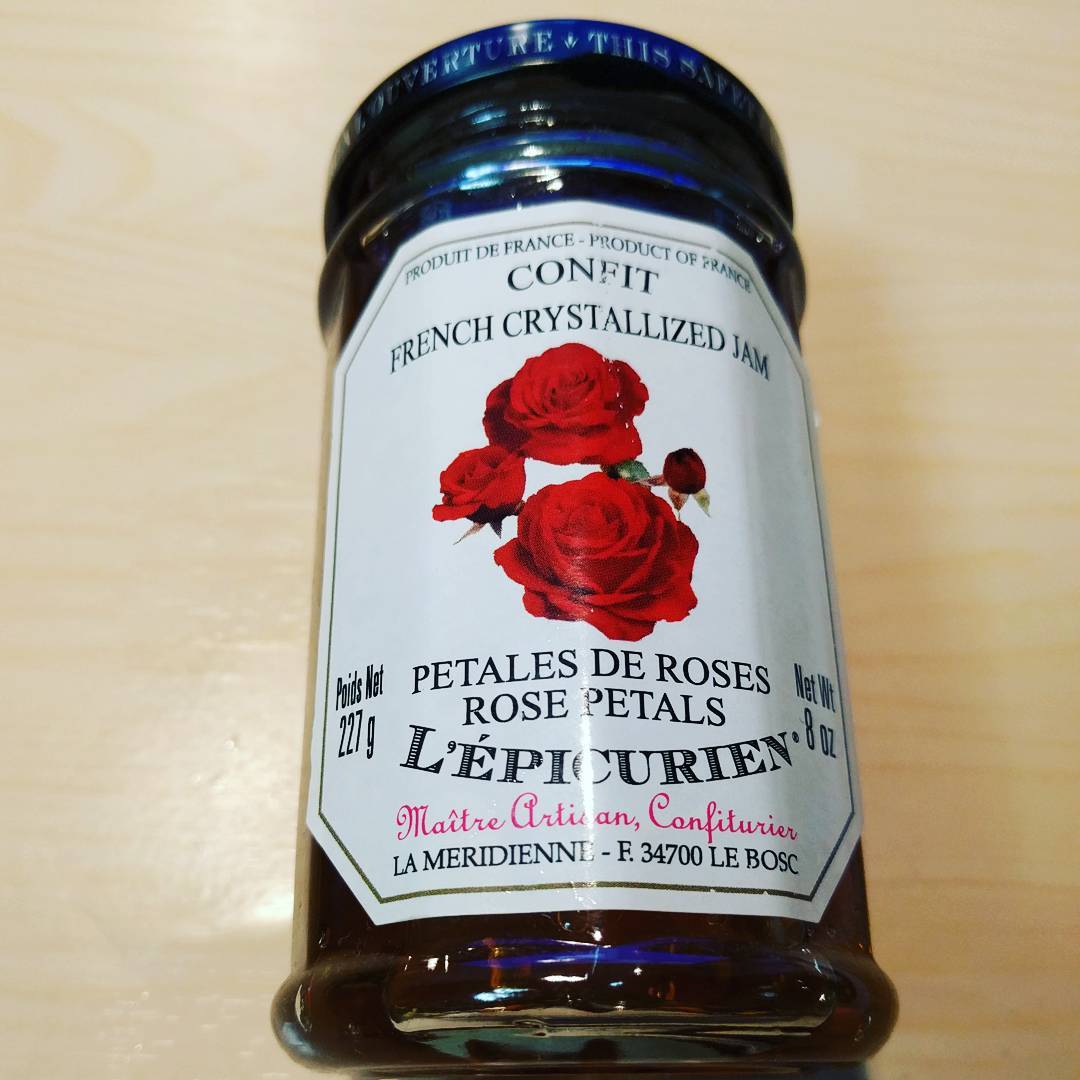 OUVERTURE THIS
PRODUIT DE FRANCE - PRODUCT OF FRANCE
CONFIT
FRENCH CRYSTALLIZED JAM
PETALES DE ROSES
ROSE PETALS
Poids Net
227 g
Net Wt
8 oz
L'ÉPICURIEN®
Maître Artisan, Confiturier
LA MERIDIENNE - F. 34700 LE BOSC